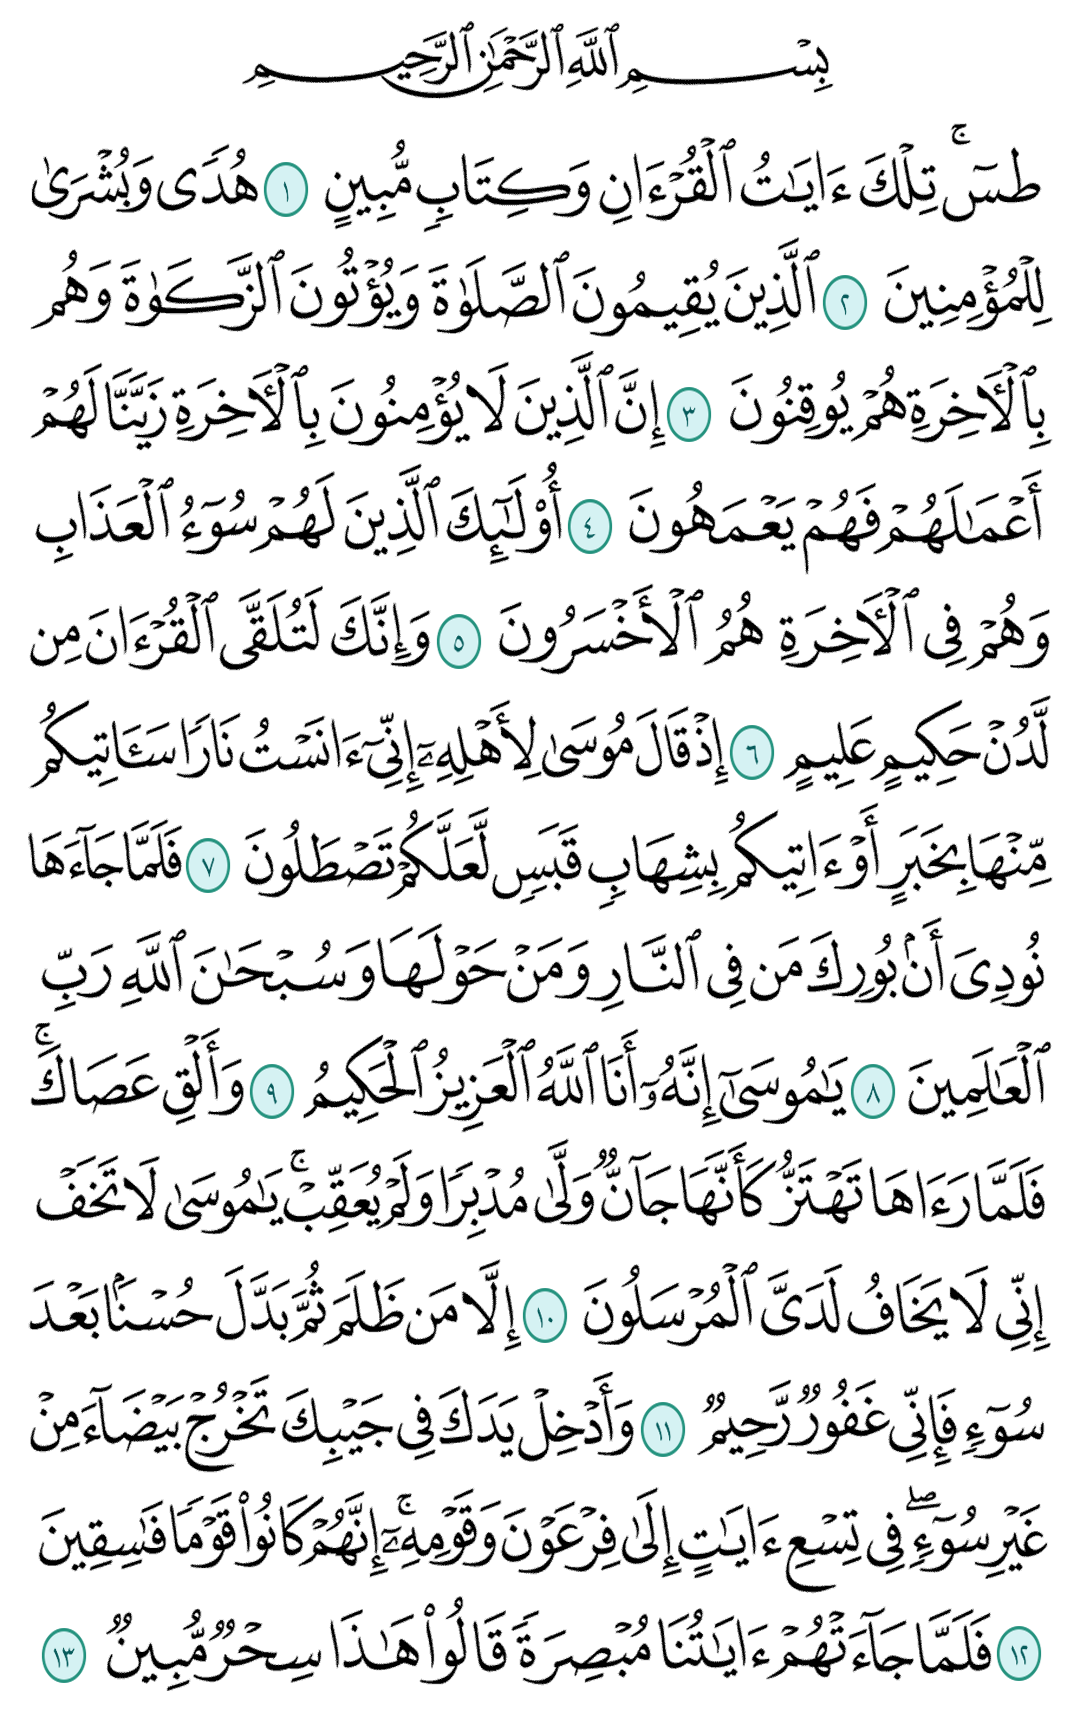 بِسْمِ ٱللَّهِ ٱلرَّحْمَٰنِ ٱلرَّحِيمِ
طسٓۚ تِلْكَ ءَايَٰتُ ٱلْقُرْءَانِ وَكِتَابٍ مُّبِينٍ ١ هُدًى وَبُشْرَىٰ
لِلْمُؤْمِنِينَ ٢ ٱلَّذِينَ يُقِيمُونَ ٱلصَّلَوٰةَ وَيُؤْتُونَ ٱلزَّكَوٰةَ وَهُم
بِٱلْأَخِرَةِ هُمْ يُوقِنُونَ ٣ إِنَّ ٱلَّذِينَ لَا يُؤْمِنُونَ بِٱلْأَخِرَةِ زَيَّنَّا لَهُمْ
أَعْمَٰلَهُمْ فَهُمْ يَعْمَهُونَ ٤ أُوْلَٰٓئِكَ ٱلَّذِينَ لَهُمْ سُوٓءُ ٱلْعَذَابِ
وَهُمْ فِى ٱلْأَخِرَةِ هُمُ ٱلْأَخْسَرُونَ ٥ وَإِنَّكَ لَتُلَقَّى ٱلْقُرْءَانَ مِن
لَّدُنْ حَكِيمٍ عَلِيمٍ ٦ إِذْ قَالَ مُوسَىٰ لِأَهْلِهِۦٓ إِنِّىٓ ءَانَسْتُ نَارًا سَـَٔاتِيكُم
مِّنْهَا بِخَبَرٍ أَوْ ءَاتِيكُم بِشِهَابٍ قَبَسٍ لَّعَلَّكُمْ تَصْطَلُونَ ٧ فَلَمَّا جَآءَهَا
نُودِىَ أَنۢ بُورِكَ مَن فِى ٱلنَّارِ وَمَنْ حَوْلَهَا وَسُبْحَٰنَ ٱللَّهِ رَبِّ
ٱلْعَٰلَمِينَ ٨ يَٰمُوسَىٰٓ إِنَّهُۥٓ أَنَا ٱللَّهُ ٱلْعَزِيزُ ٱلْحَكِيمُ ٩ وَأَلْقِ عَصَاكَۚ
فَلَمَّا رَءَاهَا تَهْتَزُّ كَأَنَّهَا جَآنٌّ وَلَّىٰ مُدْبِرًا وَلَمْ يُعَقِّبْۚ يَٰمُوسَىٰ لَا تَخَفْ
إِنِّى لَا يَخَافُ لَدَىَّ ٱلْمُرْسَلُونَ ١٠ إِلَّا مَن ظَلَمَ ثُمَّ بَدَّلَ حُسْنًۢا بَعْدَ
سُوٓءٍ فَإِنِّى غَفُورٌ رَّحِيمٌ ١١ وَأَدْخِلْ يَدَكَ فِى جَيْبِكَ تَخْرُجْ بَيْضَآءَ مِنْ
غَيْرِ سُوٓءٍۖ فِى تِسْعِ ءَايَٰتٍ إِلَىٰ فِرْعَوْنَ وَقَوْمِهِۦٓۚ إِنَّهُمْ كَانُوا۟ قَوْمًا فَٰسِقِينَ
١٢ فَلَمَّا جَآءَتْهُمْ ءَايَٰتُنَا مُبْصِرَةً قَالُوا۟ هَٰذَا سِحْرٌ مُّبِينٌ ١٣